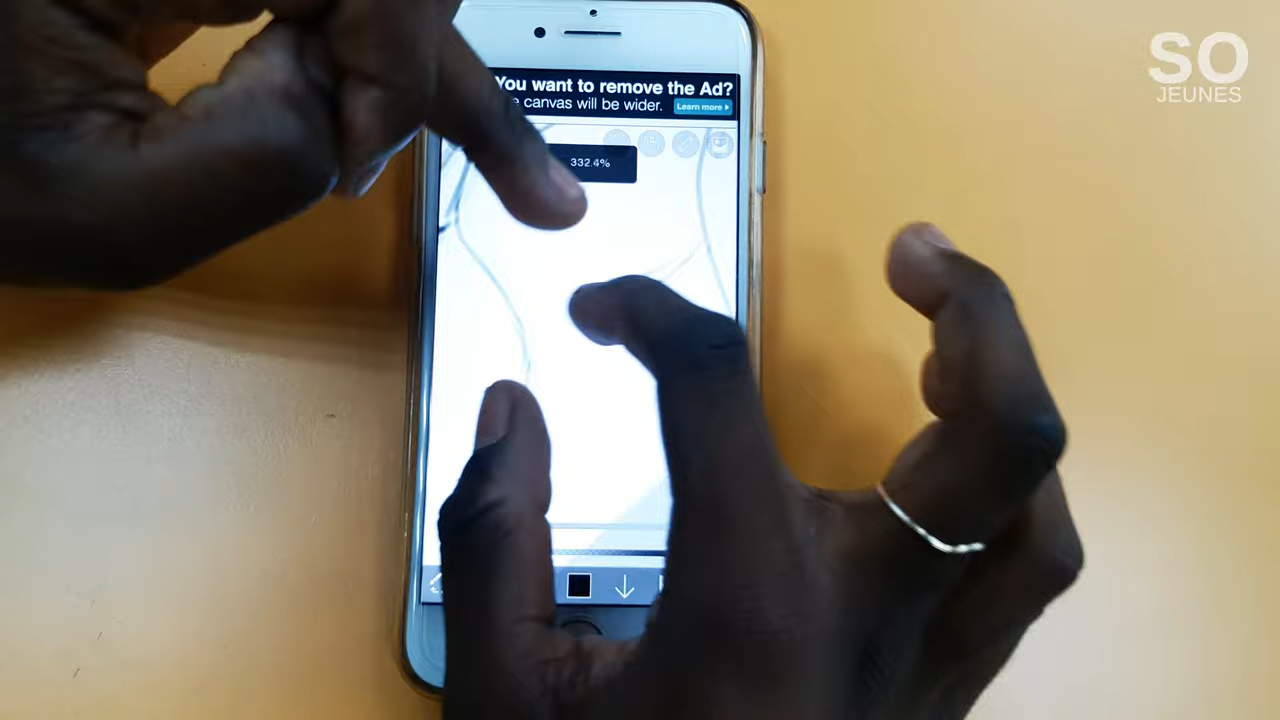 You want to remove the Ad?
e canvas will be wider.
Learn more
332.4%
SO
JEUNES